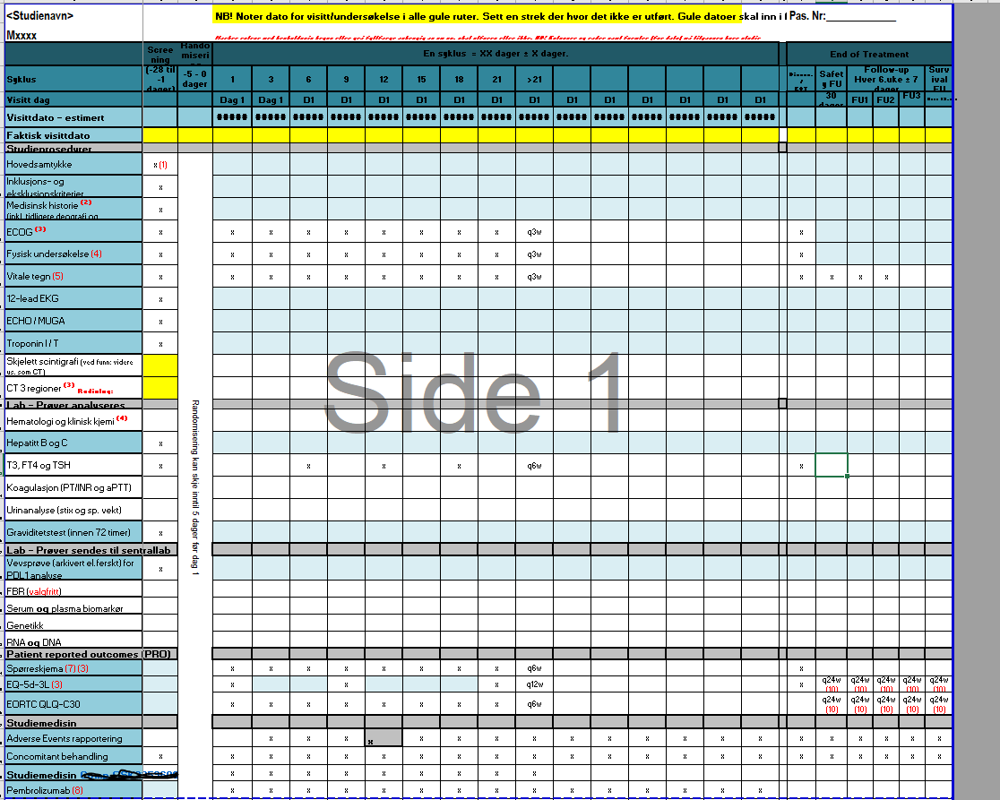 <Studienavn>
NB! Noter dato for visitt/undersøkelse i alle gule ruter. Sett en strek der hvor det ikke er utført. Gule datoer skal inn i
Pas. Nr:____________
Mxxxx
En syklus = XX dager ± X dager.
End of Treatment
Scree
ning
(-28 til
-1
dager)
-5 - 0
dager
Syklus 1 3 6 9 12 15 18 21 >21
Safet
y FU
Follow-up
Hver 6.uke ± 7
dager
Surv
ival
FU
Visitt dag Dag 1 Dag 1 D1 D1 D1 D1 D1 D1 D1 D1 D1 D1 D1 D1 D1 30 dager FU1 FU2 FU3
Visittdato - estimert ##### ##### ##### ##### ##### ##### ##### ##### ##### ##### ##### ##### ##### ##### #####
Faktisk visittdato
Studieprosedyrer
Hovedsamtykke x (1)
Inklusjons- og
eksklusjonskriterier x
Medisinsk historie (2)
(inkl. tidligere x
ECOG (3) x x x x x x x x x q3w x
Fysisk undersøkelse (4) x x x x x x x x x q3w x
Vitale tegn (5) x x x x x x x x x q3w x x x x
12-lead EKG x
ECHO / MUGA x
Troponin I / T x
Skjelett scintigrafi (ved funn: videre
us. som CT)
CT 3 regioner (3)
Side 1
Randomisering kan skje inntil 5 dager før dag 1
Lab - Prøver analyseres
Hematologi og klinisk kjemi (4)
Hepatitt B og C x
T3, FT4 og TSH x x x x q6w x
Koagulasjon (PT/INR og aPTT)
Urinanalyse (stix og sp. vekt)
Graviditetstest (innen 72 timer) x
Lab - Prøver sendes til sentrallab
Vevsprøve (arkivert el.ferskt) for
PDL1 analyse x
FBR (valgfritt)
Serum og plasma biomarkør
Genetikk
RNA og DNA
Patient reported outcomes (PRO)
Spørreskjema (7) (3) x x x x x x x x q6w x
EQ-5d-3L (3) x x x q12w x q24w (10) q24w (10) q24w (10) q24w (10) q24w (10)
EORTC QLQ-C30 x x x x x x x x q6w q24w (10) q24w (10) q24w (10) q24w (10) q24w (10)
Studiemedisin
Adverse Events rapportering x x x x x x x x x x x x x x x x x x x x
Concomitant behandling x x x x x x x x x x x x x x x x x x x x x x
Studiemedisin x x x x x x x x
Pembrolizumab (8) x x x x x x x x x x x x x x